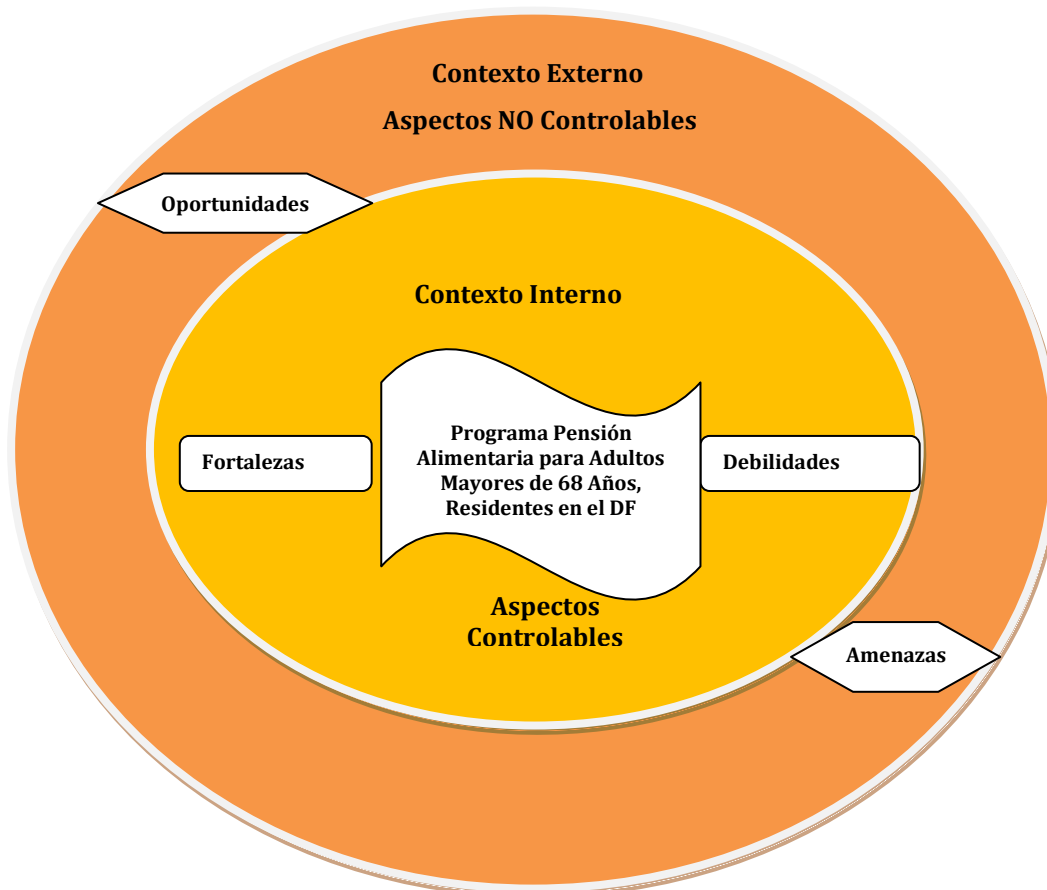 Contexto Externo
Aspectos NO Controlables
Oportunidades
Contexto Interno
Fortalezas
Programa Pensión
Alimentaria para Adultos
Mayores de 68 Años,
Residentes en el DF
Debilidades
Aspectos
Controlables
Amenazas